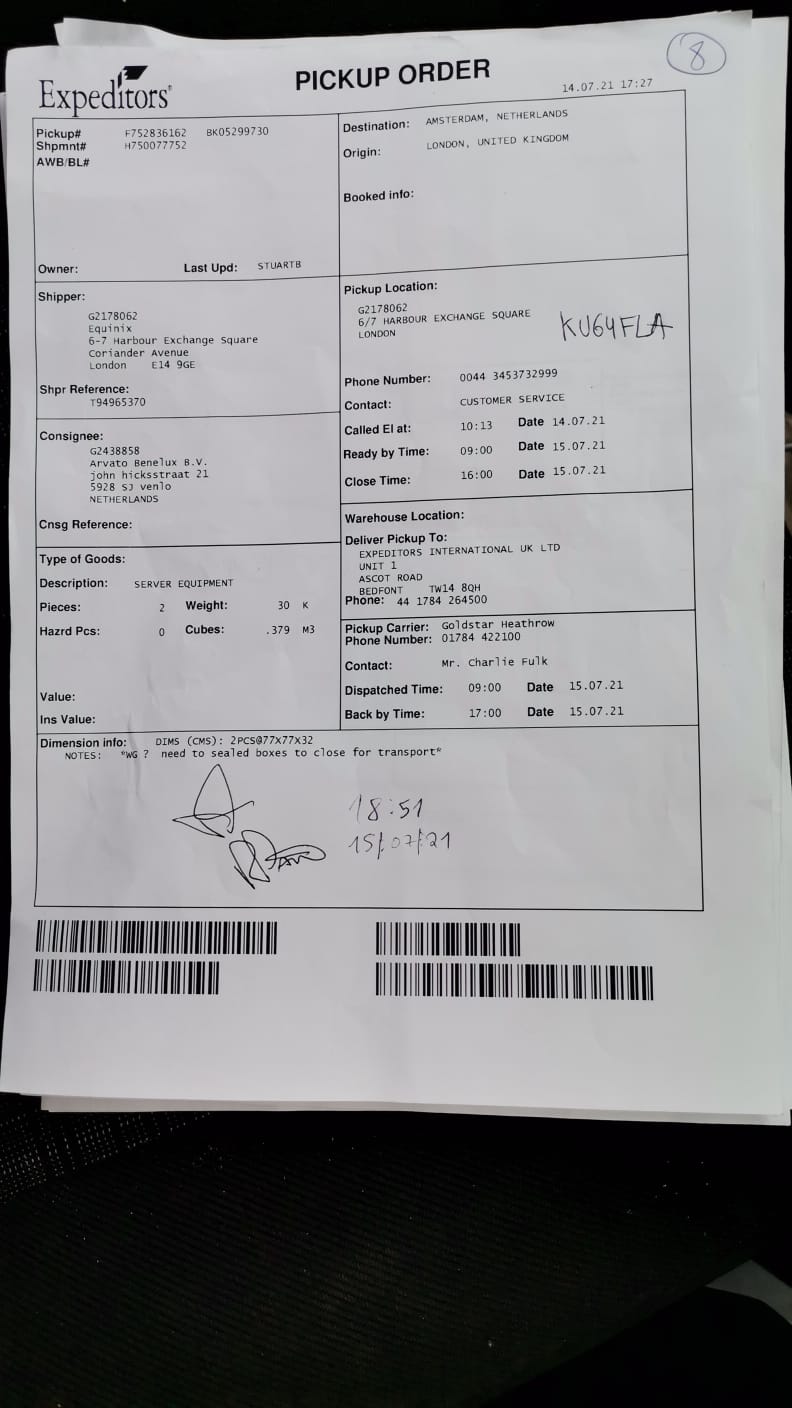 8
Expeditors
PICKUP ORDER
14.07.21 17:27
Pickup# F752836162 BK05299730
Shpmnt# H750077752
AWB/BL#
Owner: Last Upd: STUARTB
Destination: AMSTERDAM, NETHERLANDS
Origin: LONDON, UNITED KINGDOM
Booked info:
Shipper:
G2178062
Equinix
6-7 Harbour Exchange Square
Coriander Avenue
London E14 9GE
Shpr Reference:
T94965370
Pickup Location:
G2178062
6/7 HARBOUR EXCHANGE SQUARE
LONDON
KU64FLA
Phone Number: 0044 3453732999
Contact: CUSTOMER SERVICE
Called EI at: 10:13 Date 14.07.21
Ready by Time: 09:00 Date 15.07.21
Close Time: 16:00 Date 15.07.21
Consignee:
G2438858
Arvato Benelux B.V.
john hicksstraat 21
5928 SJ venlo
NETHERLANDS
Cnsg Reference:
Warehouse Location:
Deliver Pickup To:
EXPEDITORS INTERNATIONAL UK LTD
UNIT 1
ASCOT ROAD
BEDFONT TW14 8QH
Phone: 44 1784 264500
Type of Goods:
Description: SERVER EQUIPMENT
Pieces: 2 Weight: 30 K
Hazrd Pcs: 0 Cubes: .379 M3
Value:
Ins Value:
Pickup Carrier: Goldstar Heathrow
Phone Number: 01784 422100
Contact: Mr. Charlie Fulk
Dispatched Time: 09:00 Date 15.07.21
Back by Time: 17:00 Date 15.07.21
Dimension info: DIMS (CMS): 2PCS@77X77X32
NOTES: *WG ? need to sealed boxes to close for transport*
18:51
15/07/21